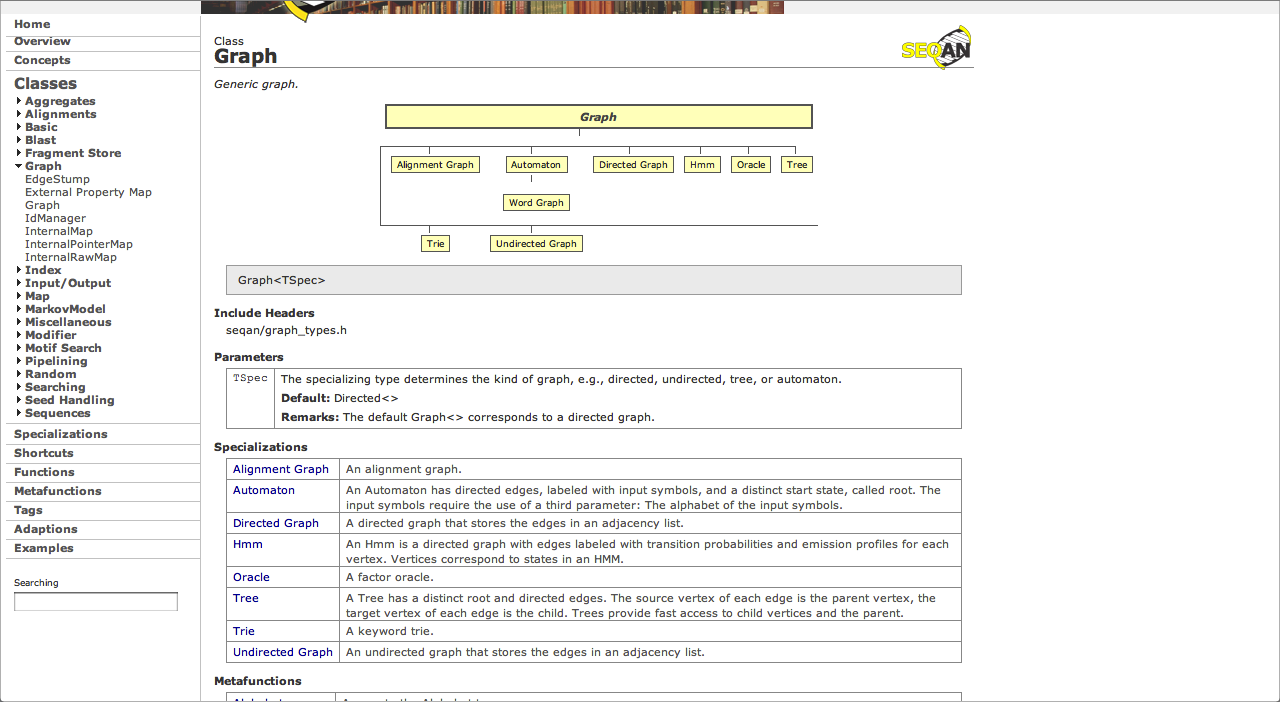 Home
Overview
Concepts
Classes
Aggregates
Alignments
Basic
Blast
Fragment Store
Graph
EdgeStump
External Property Map
Graph
IdManager
InternalMap
InternalPointerMap
InternalRawMap
Index
Input/Output
Map
MarkovModel
Miscellaneous
Modifier
Motif Search
Pipelining
Random
Searching
Seed Handling
Sequences
Specializations
Shortcuts
Functions
Metafunctions
Tags
Adaptions
Examples
Searching
Class
Graph
SEQAN
Generic graph.
Graph
Alignment Graph Automaton Directed Graph Hmm Oracle Tree
Word Graph
Trie Undirected Graph
Graph<TSpec>
Include Headers
seqan/graph_types.h
Parameters
TSpec The specializing type determines the kind of graph, e.g., directed, undirected, tree, or automaton.
Default: Directed<>
Remarks: The default Graph<> corresponds to a directed graph.
Specializations
Alignment Graph An alignment graph.
Automaton An Automaton has directed edges, labeled with input symbols, and a distinct start state, called root. The
input symbols require the use of a third parameter: The alphabet of the input symbols.
Directed Graph A directed graph that stores the edges in an adjacency list.
Hmm An Hmm is a directed graph with edges labeled with transition probabilities and emission profiles for each
vertex. Vertices correspond to states in an HMM.
Oracle A factor oracle.
Tree A Tree has a distinct root and directed edges. The source vertex of each edge is the parent vertex, the
target vertex of each edge is the child. Trees provide fast access to child vertices and the parent.
Trie A keyword trie.
Undirected Graph An undirected graph that stores the edges in an adjacency list.
Metafunctions